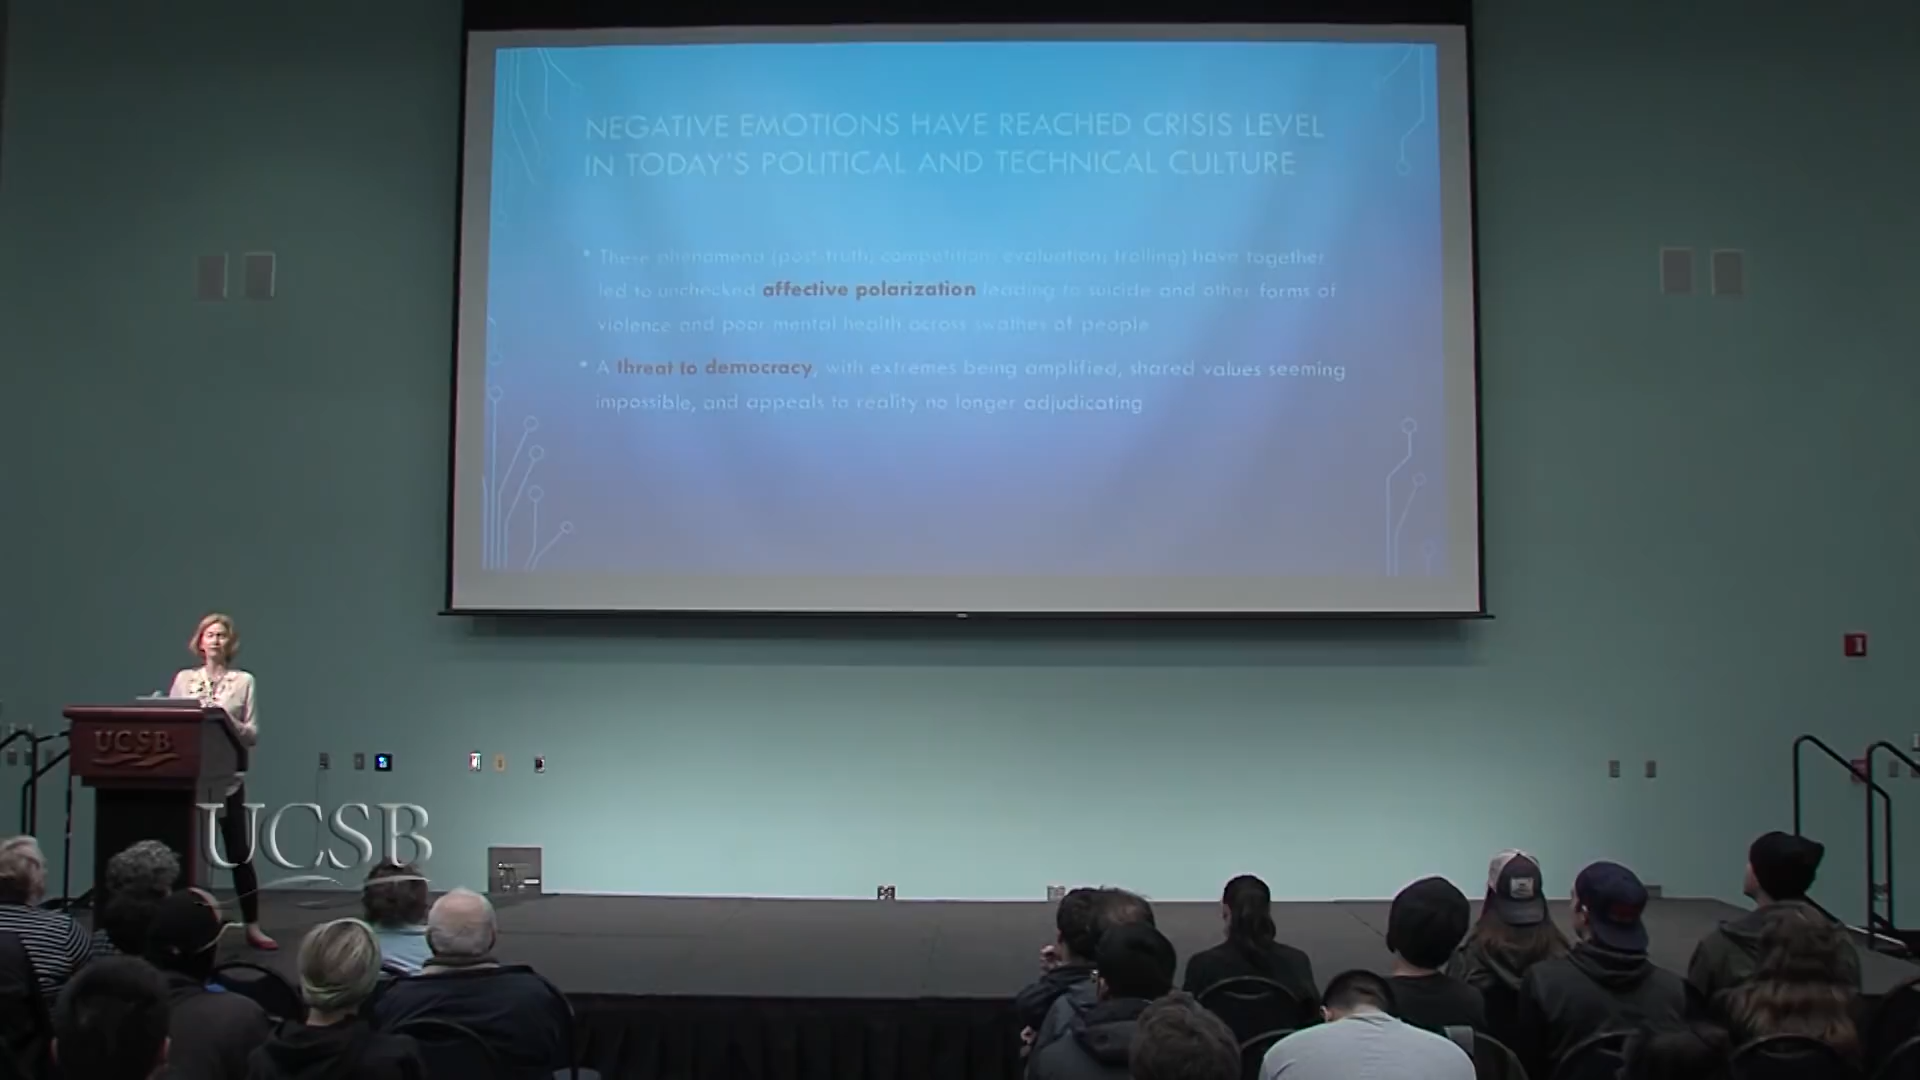 NEGATIVE EMOTIONS HAVE REACHED CRISIS LEVEL
IN TODAY'S POLITICAL AND TECHNICAL CULTURE
• These phenomena (post-truth; competition; evaluation; trolling) have together
led to unchecked affective polarization leading to suicide and other forms of
violence and poor mental health across swathes of people
• A threat to democracy, with extremes being amplified, shared values seeming
impossible, and appeals to reality no longer adjudicating
UCSB
UCSB